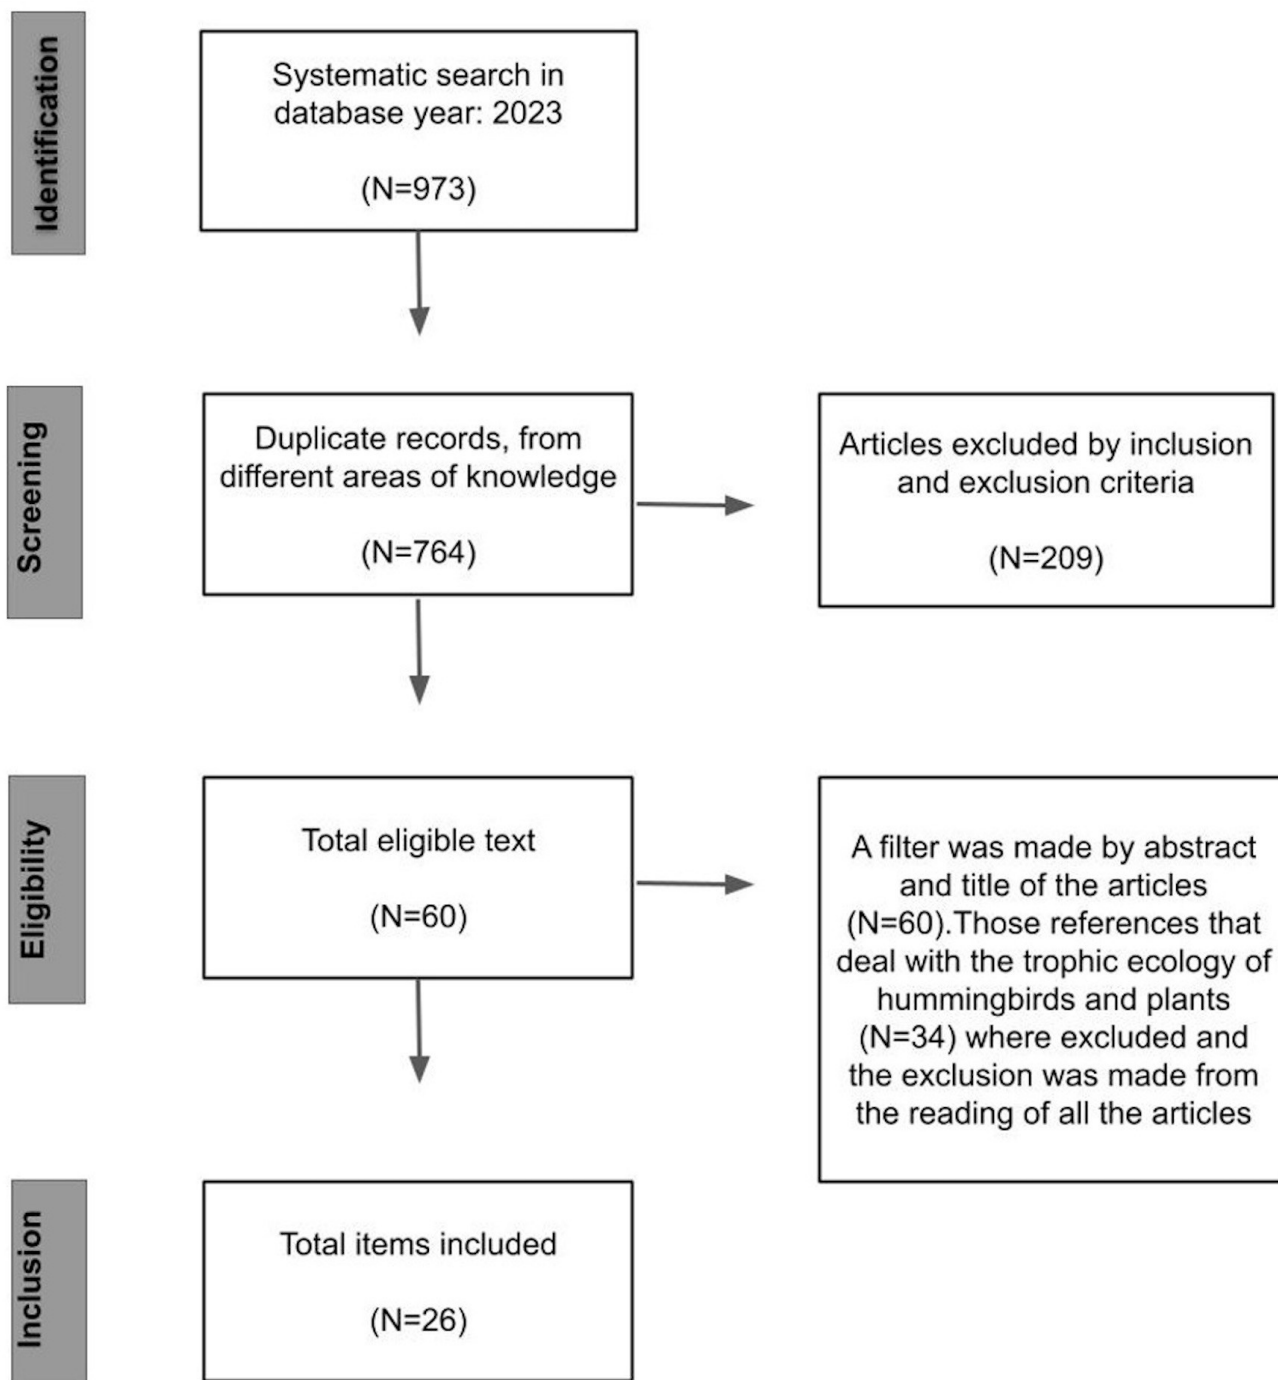 Identification
Systematic search in
database year: 2023
(N=973)
Screening
Duplicate records, from
different areas of knowledge
(N=764)
Articles excluded by inclusion
and exclusion criteria
(N=209)
Eligibility
Total eligible text
(N=60)
A filter was made by abstract
and title of the articles
(N=60).Those references that
deal with the trophic ecology of
hummingbirds and plants
(N=34) where excluded and
the exclusion was made from
the reading of all the articles
Inclusion
Total items included
(N=26)